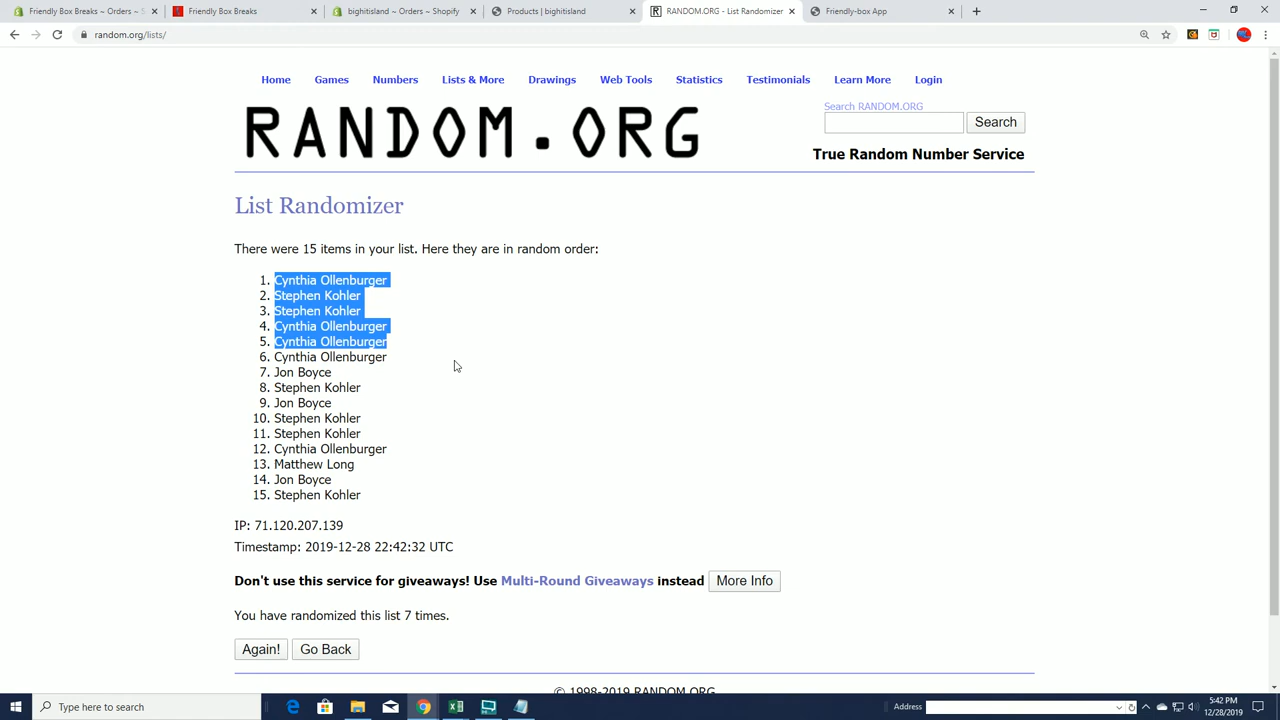 Friendly Box Breaks ~ Orders ~ S
Friendly Box Breaks
bighitisland ~ Orders ~ Shopify
Products | bighitisland
RANDOM.ORG - List Randomizer
Friendly-box App
random.org/lists/
Home Games Numbers Lists & More Drawings Web Tools Statistics Testimonials Learn More Login
RANDOM.ORG
Search RANDOM.ORG
Search
True Random Number Service
List Randomizer
There were 15 items in your list. Here they are in random order:
1. Cynthia Ollenburger
2. Stephen Kohler
3. Stephen Kohler
4. Cynthia Ollenburger
5. Cynthia Ollenburger
6. Cynthia Ollenburger
7. Jon Boyce
8. Stephen Kohler
9. Jon Boyce
10. Stephen Kohler
11. Stephen Kohler
12. Cynthia Ollenburger
13. Matthew Long
14. Jon Boyce
15. Stephen Kohler
IP: 71.120.207.139
Timestamp: 2019-12-28 22:42:32 UTC
Don't use this service for giveaways! Use Multi-Round Giveaways instead More Info
You have randomized this list 7 times.
Again! Go Back
© 1998-2019 RANDOM.ORG
Type here to search
Address
5:42 PM
12/28/2019